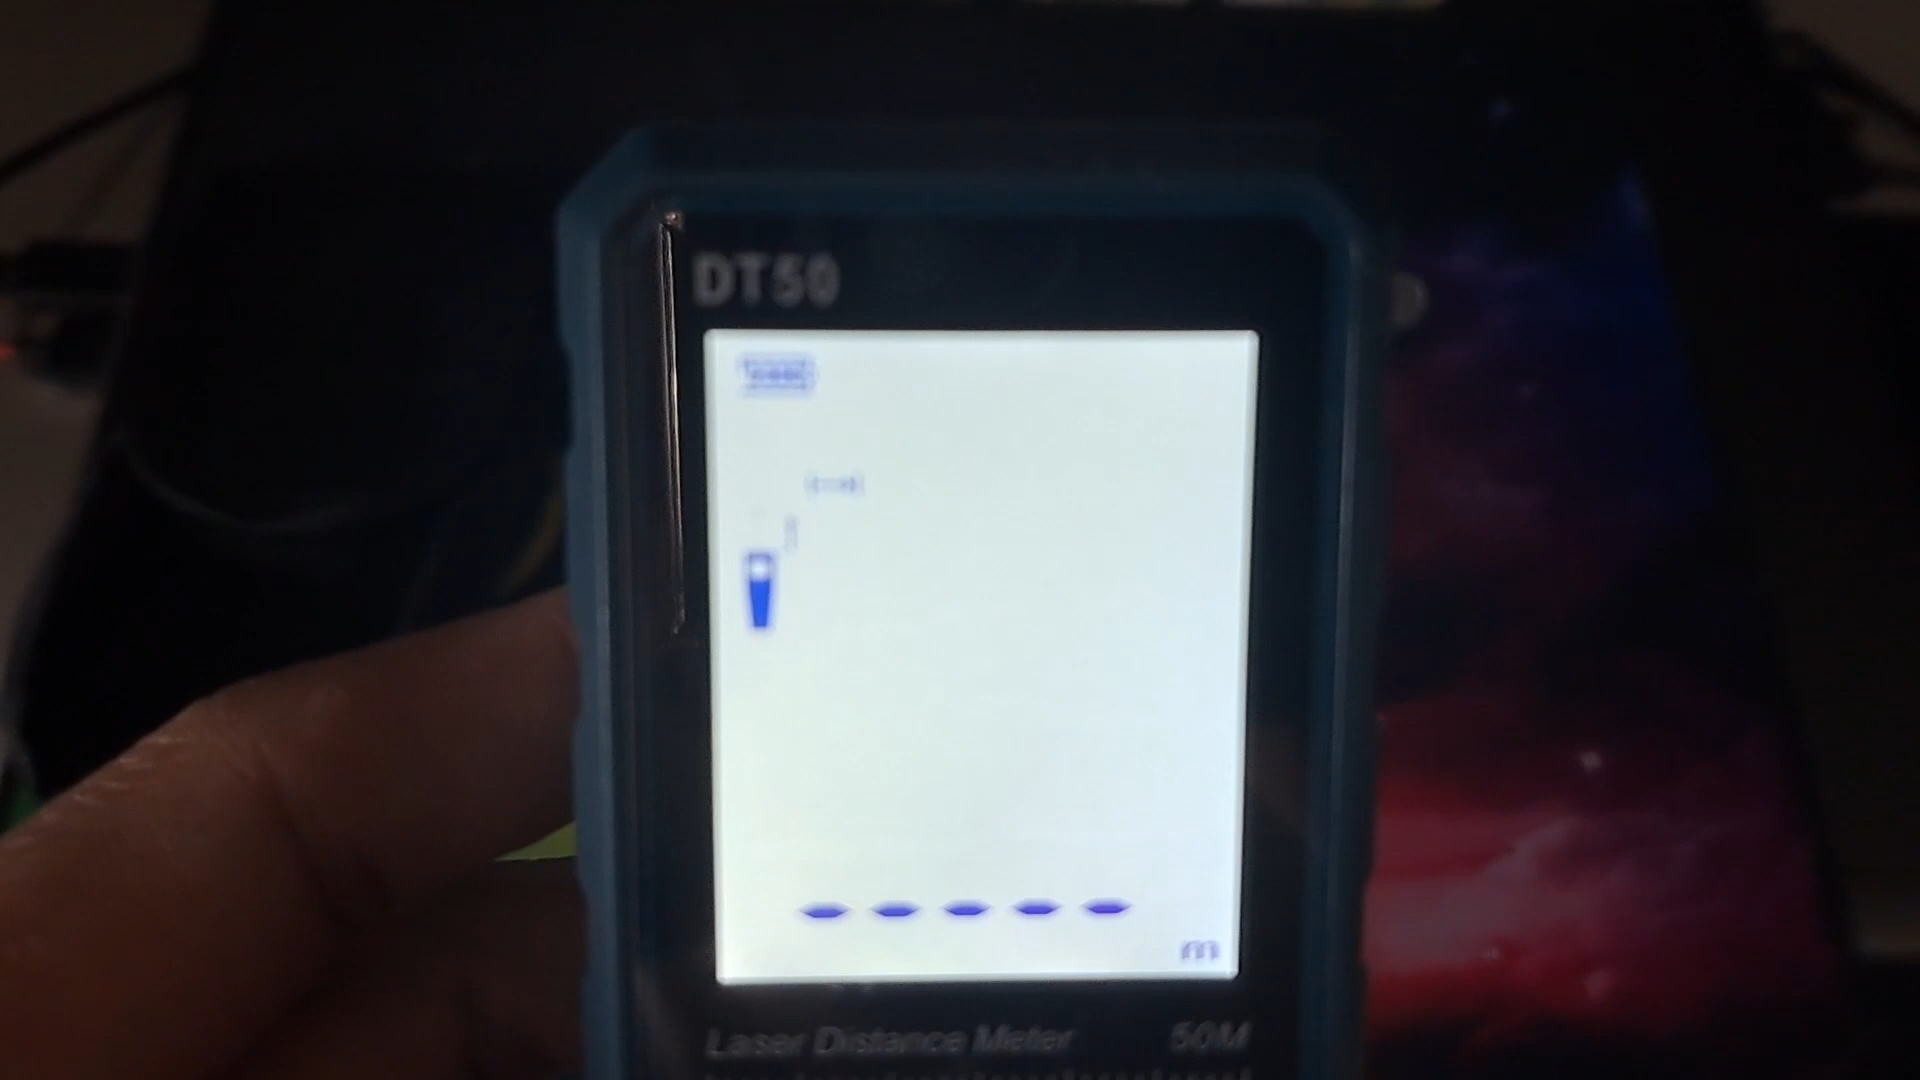 DT50
- - - - -
m
Laser Distance Meter 50M